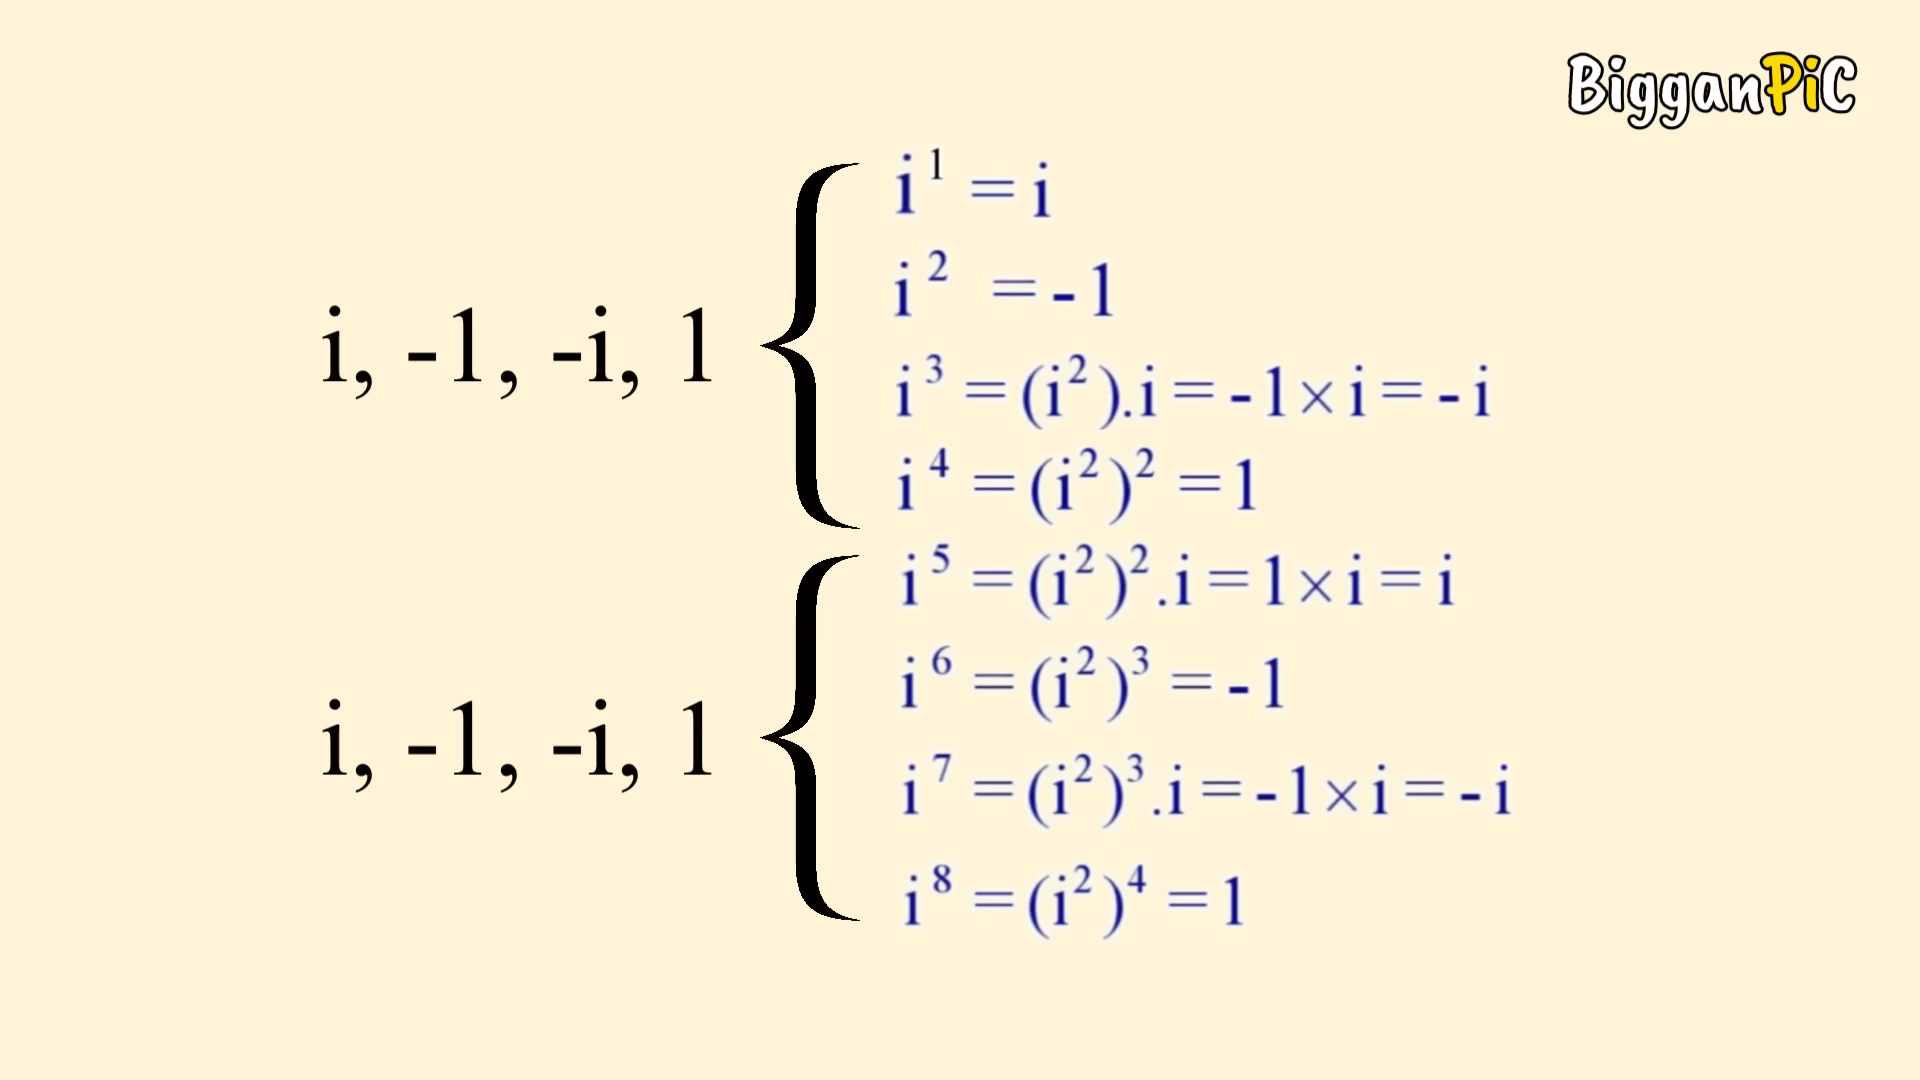 BigganPiC
i, -1, -i, 1
i¹ = i
i² = -1
i³ = (i²).i = -1×i = -i
i⁴ = (i²)² = 1
i, -1, -i, 1
i⁵ = (i²)².i = 1×i = i
i⁶ = (i²)³ = -1
i⁷ = (i²)³.i = -1×i = -i
i⁸ = (i²)⁴ = 1